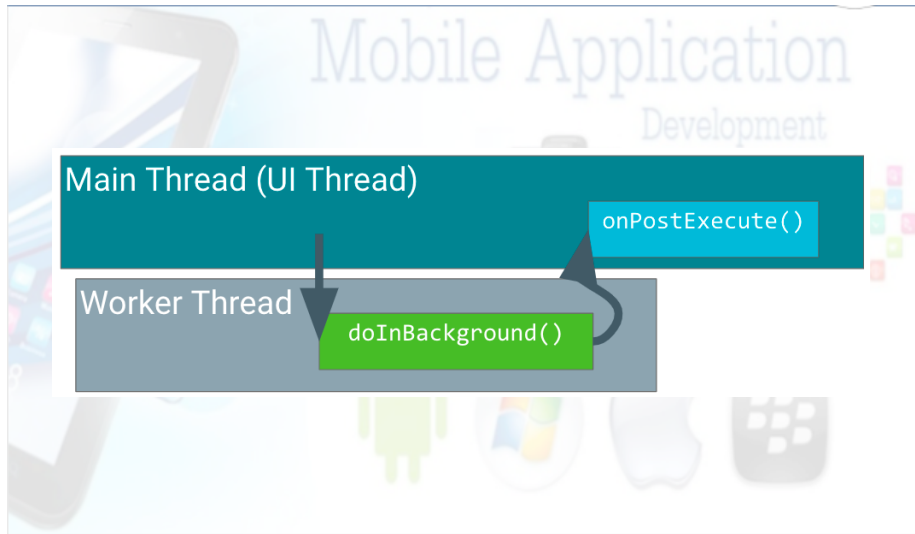 Mobile Application
Development
Main Thread (UI Thread)
onPostExecute()
Worker Thread
doInBackground()